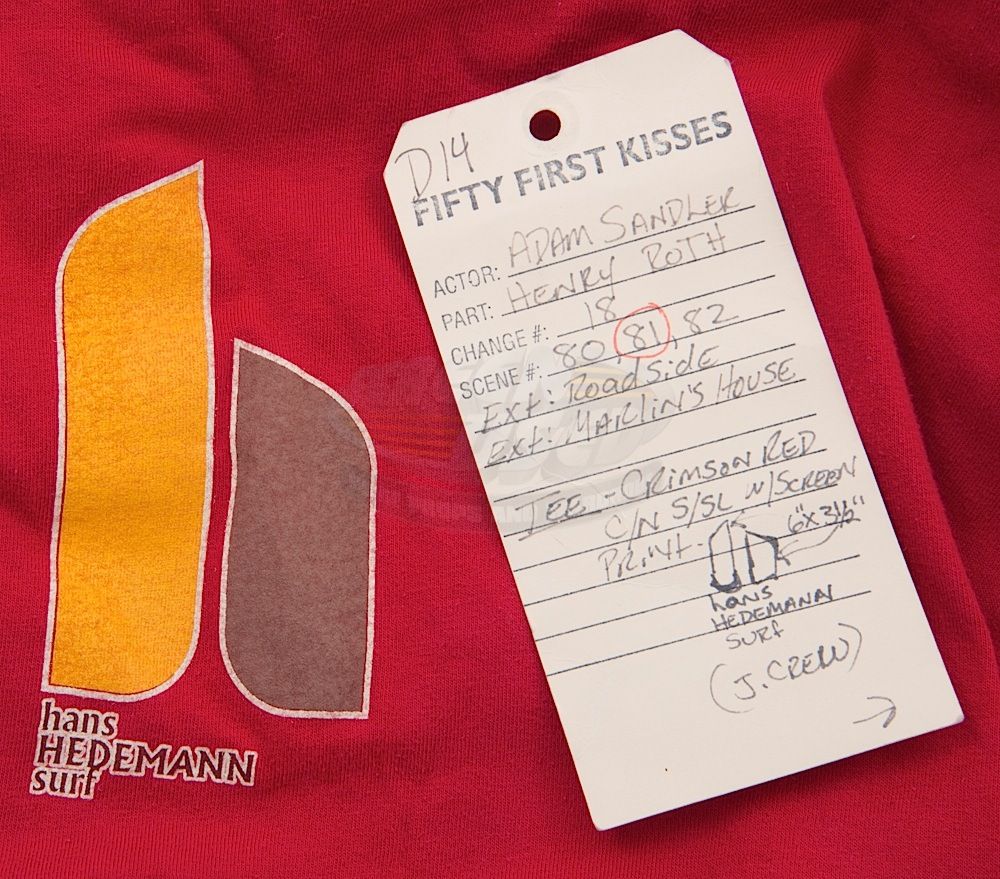 hans
HEDEMANN
surf
D14
FIFTY FIRST KISSES
ACTOR: ADAM SANDLER
PART: HENRY ROTH
CHANGE #: 18
SCENE #: 80, 81, 82
Ext: Roadside
Ext: MARLIN'S HOUSE
TEE - CRIMSON RED
C/N S/SL W/SCREEN
PRINT - 6" X 3½"
hans
HEDEMANN
SURF
(J. CREW)